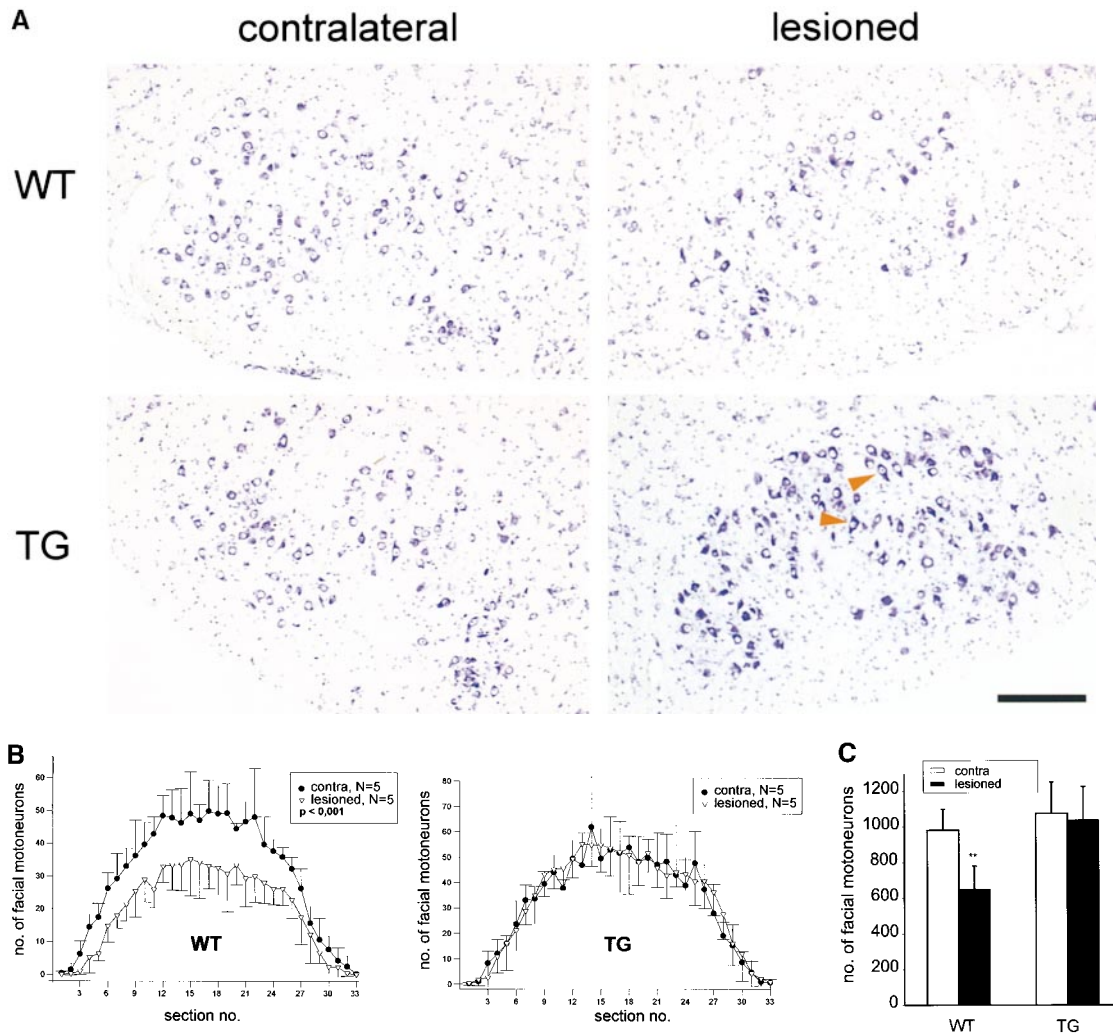 A
contralateral
lesioned
WT
TG
B
no. of facial motoneurons
60
50
40
30
20
10
0
contra, N=5
lesioned, N=5
p < 0,001
WT
3 6 9 12 15 18 21 24 27 30 33
section no.
no. of facial motoneurons
80
70
60
50
40
30
20
10
0
contra, N=5
lesioned, N=5
TG
3 6 9 12 15 18 21 24 27 30 33
section no.
C
no. of facial motoneurons
1200
1000
800
600
400
200
0
contra
lesioned
**
WT TG